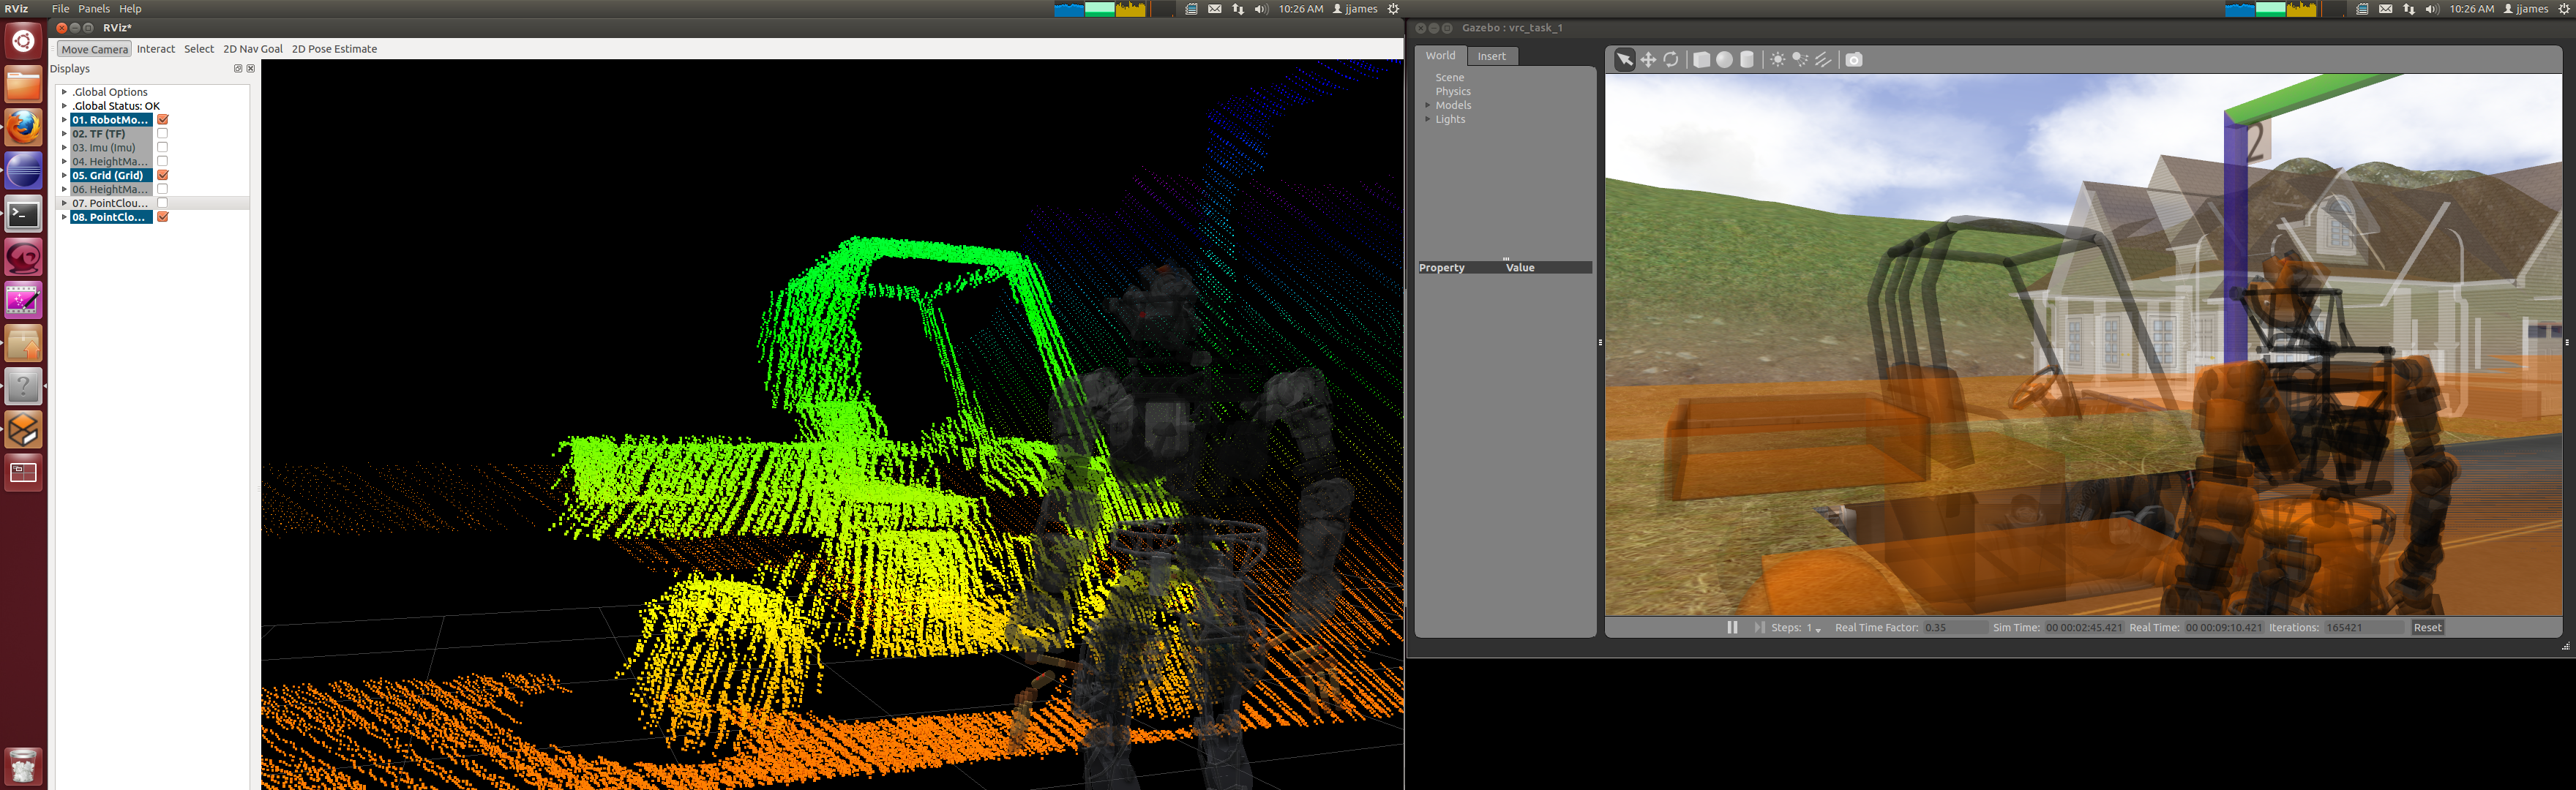 RViz File Panels Help
10:26 AM jjames
RViz*
Move Camera Interact Select 2D Nav Goal 2D Pose Estimate
Displays
.Global Options
.Global Status: OK
01. RobotMo...
02. TF (TF)
03. Imu (Imu)
04. HeightMa...
05. Grid (Grid)
06. HeightMa...
07. PointClou...
08. PointClo...
10:26 AM jjames
Gazebo : vrc_task_1
World Insert
Scene
Physics
Models
Lights
Property Value
2
Steps: 1 Real Time Factor: 0.35 Sim Time: 00 00:02:45.421 Real Time: 00 00:09:10.421 Iterations: 165421 Reset